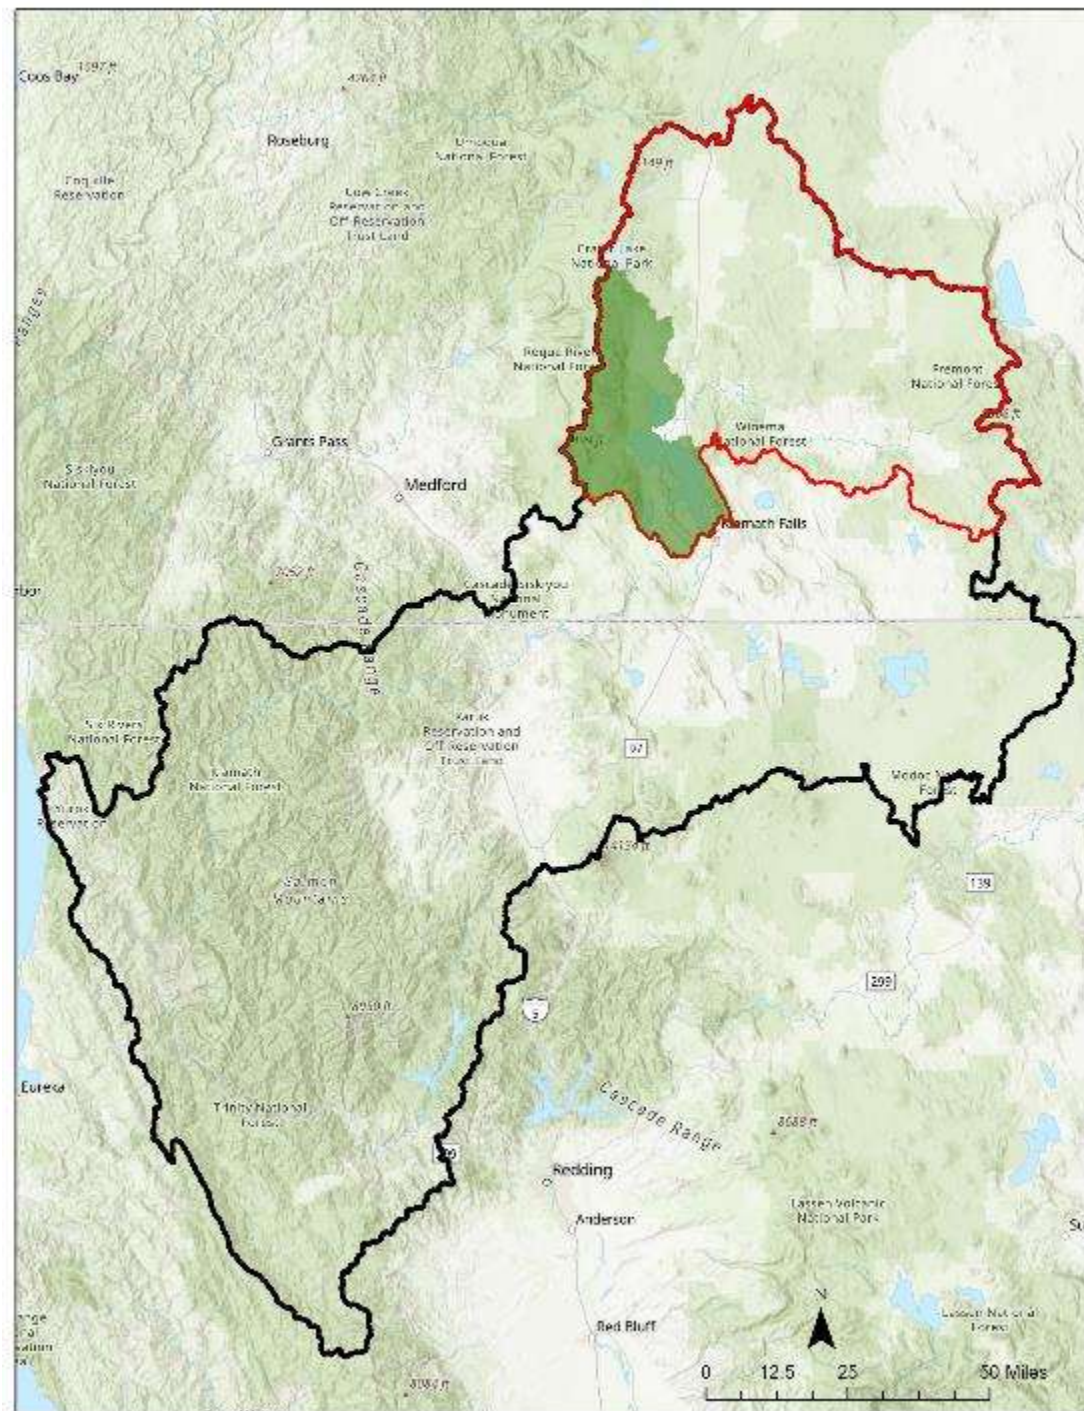 Coos Bay
Roseburg
Umpqua
National Forest
Coquille
Reservation
Cow Creek
Reservation and
Off-Reservation
Trust Land
Crater Lake
National Park
Rogue River
National Forest
Fremont
National Forest
Grants Pass
Winema
National Forest
Siskiyou
National Forest
Medford
Klamath Falls
Cascade-Siskiyou
National
Monument
Cascade Range
Six Rivers
National Forest
Karuk
Reservation and
Off-Reservation
Trust Land
97
Klamath
National Forest
Yurok
Reservation
Salmon
Mountains
139
299
5
Eureka
Trinity National
Forest
Cascade Range
Redding
Lassen Volcanic
National Park
Anderson
Su
N
Lassen National
Forest
Red Bluff
0 12.5 25 50 Miles